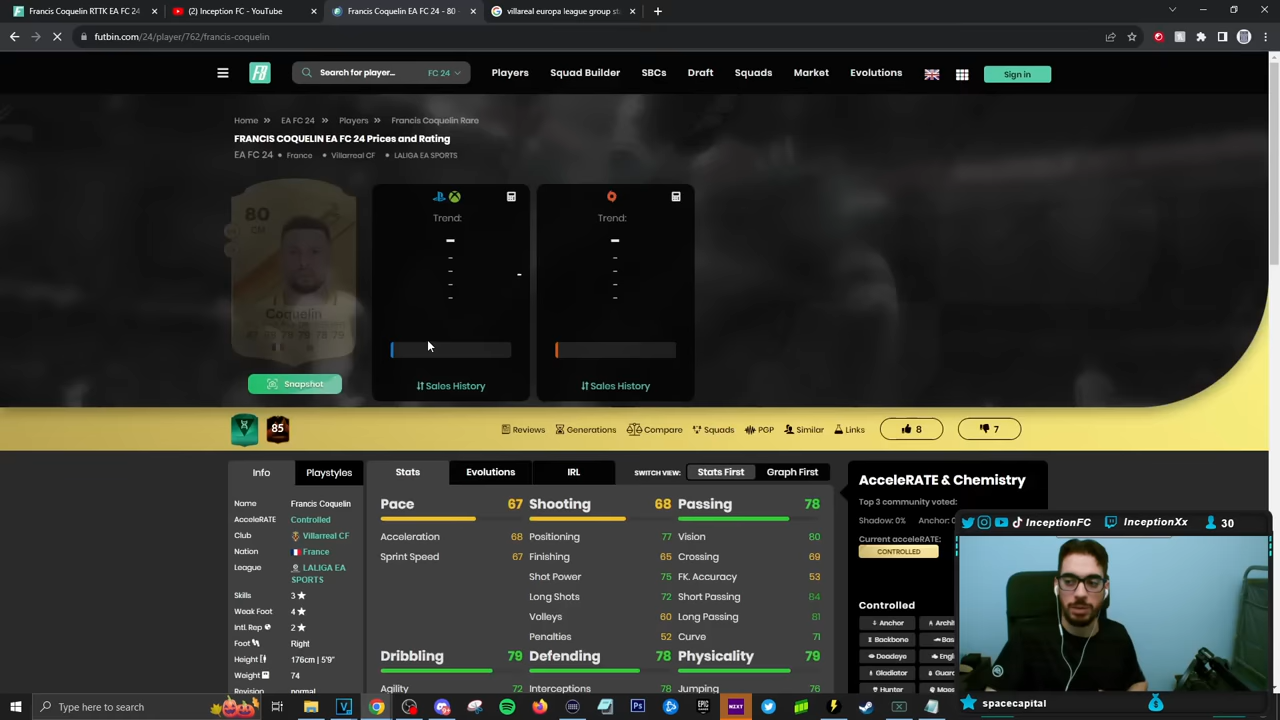 Francis Coquelin RTTK EA FC 24
(2) Inception FC - YouTube
Francis Coquelin EA FC 24 - 80
villareal europa league group st
futbin.com/24/player/762/francis-coquelin
Search for player... FC 24
Players Squad Builder SBCs Draft Squads Market Evolutions
Sign in
Home » EA FC 24 » Players » Francis Coquelin Rare
FRANCIS COQUELIN EA FC 24 Prices and Rating
EA FC 24 • France • Villarreal CF • LALIGA EA SPORTS
80
CM
Coquelin
Trend:
Sales History
Trend:
Sales History
Snapshot
85
Reviews Generations Compare Squads PGP Similar Links 8 7
Info Playstyles
Stats Evolutions IRL SWITCH VIEW: Stats First Graph First
Name Francis Coquelin
AcceleRATE Controlled
Club Villarreal CF
Nation France
League LALIGA EA
SPORTS
Skills 3
Weak Foot 4
Intl. Rep 2
Foot Right
Height 176cm | 5'9"
Weight 74
Revision normal
Pace 67
Acceleration 68
Sprint Speed 67
Shooting 68
Positioning 77
Finishing 65
Shot Power 75
Long Shots 72
Volleys 60
Penalties 52
Passing 78
Vision 80
Crossing 69
FK. Accuracy 53
Short Passing 84
Long Passing 81
Curve 71
Dribbling 79
Agility 72
Defending 78
Interceptions 78
Physicality 79
Jumping 76
AcceleRATE & Chemistry
Top 3 community voted:
Shadow: 0%
Current acceleRATE:
CONTROLLED
Controlled
Anchor
Backbone
Deadeye
Gladiator
Hunter
InceptionFC InceptionXx 30
spacecapital
Type here to search